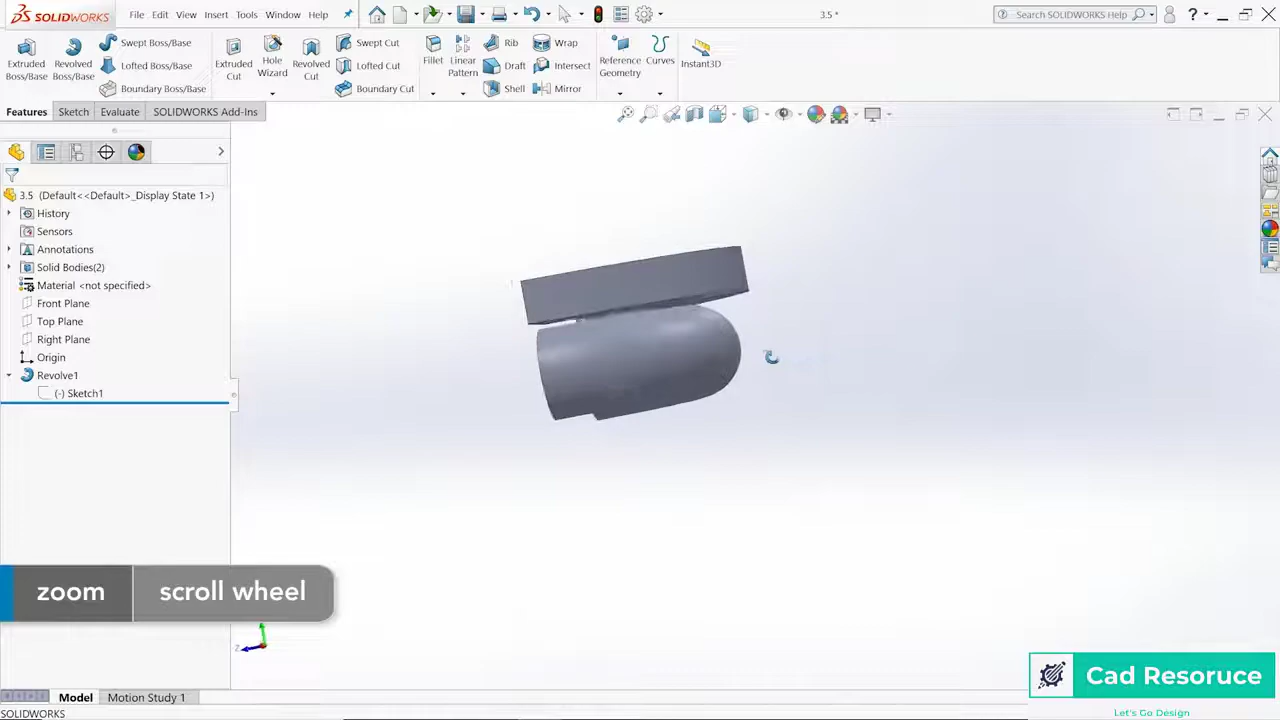 SOLIDWORKS File Edit View Insert Tools Window Help 3.5 * Search SOLIDWORKS Help ?
Extruded Boss/Base
Revolved Boss/Base
Swept Boss/Base
Lofted Boss/Base
Boundary Boss/Base
Extruded Cut
Hole Wizard
Revolved Cut
Swept Cut
Lofted Cut
Boundary Cut
Fillet
Linear Pattern
Rib
Draft
Shell
Wrap
Intersect
Mirror
Reference Geometry
Curves
Instant3D
Features Sketch Evaluate SOLIDWORKS Add-Ins
3.5 (Default<<Default>_Display State 1>)
History
Sensors
Annotations
Solid Bodies(2)
Material <not specified>
Front Plane
Top Plane
Right Plane
Origin
Revolve1
(-) Sketch1
zoom scroll wheel
Z
Cad Resoruce
Let's Go Design
Model Motion Study 1
SOLIDWORKS